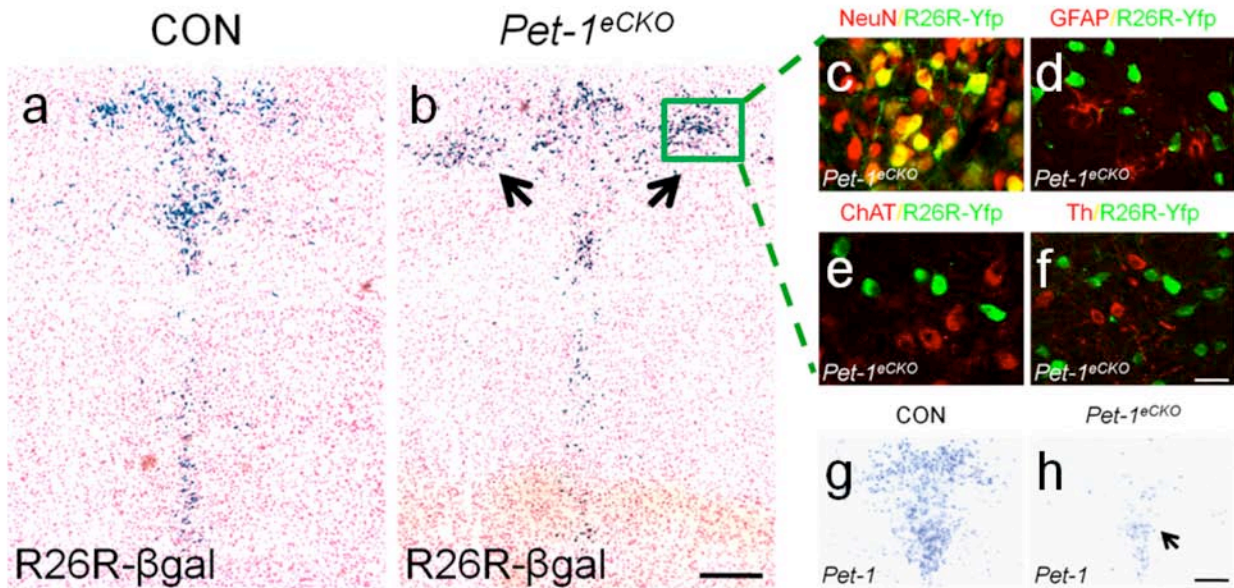 CON
Pet-1eCKO
a
b
R26R-βgal
R26R-βgal
NeuN/R26R-Yfp
GFAP/R26R-Yfp
c
d
Pet-1eCKO
Pet-1eCKO
ChAT/R26R-Yfp
Th/R26R-Yfp
e
f
Pet-1eCKO
Pet-1eCKO
CON
Pet-1eCKO
g
h
Pet-1
Pet-1